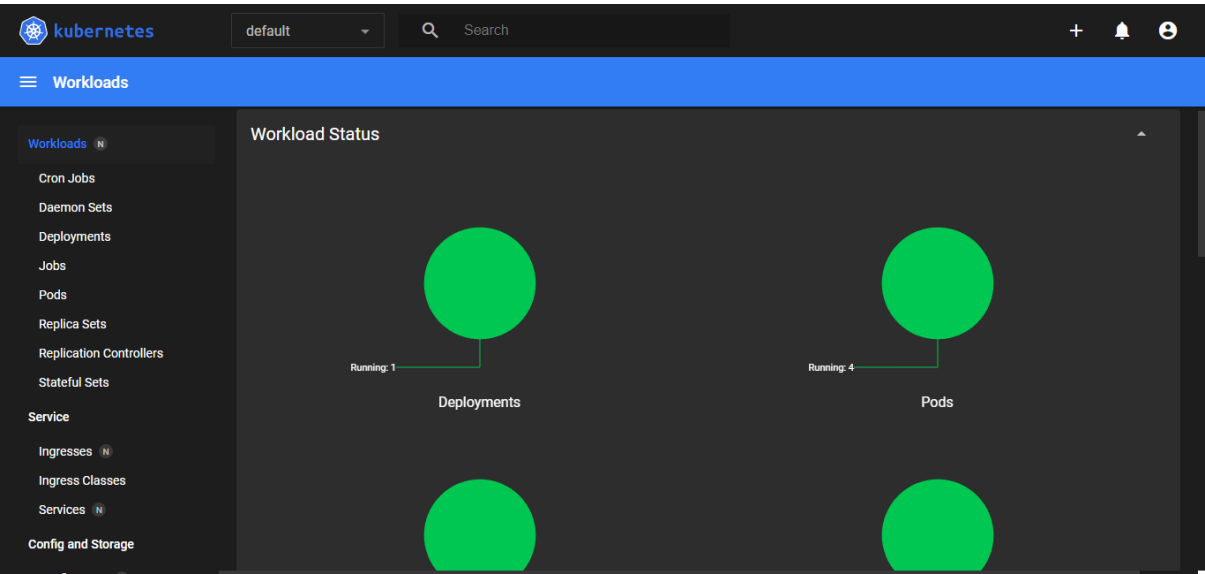 kubernetes
default
Search
Workloads
Workloads N
Cron Jobs
Daemon Sets
Deployments
Jobs
Pods
Replica Sets
Replication Controllers
Stateful Sets
Service
Ingresses N
Ingress Classes
Services N
Config and Storage
Workload Status
Running: 1
Deployments
Running: 4
Pods